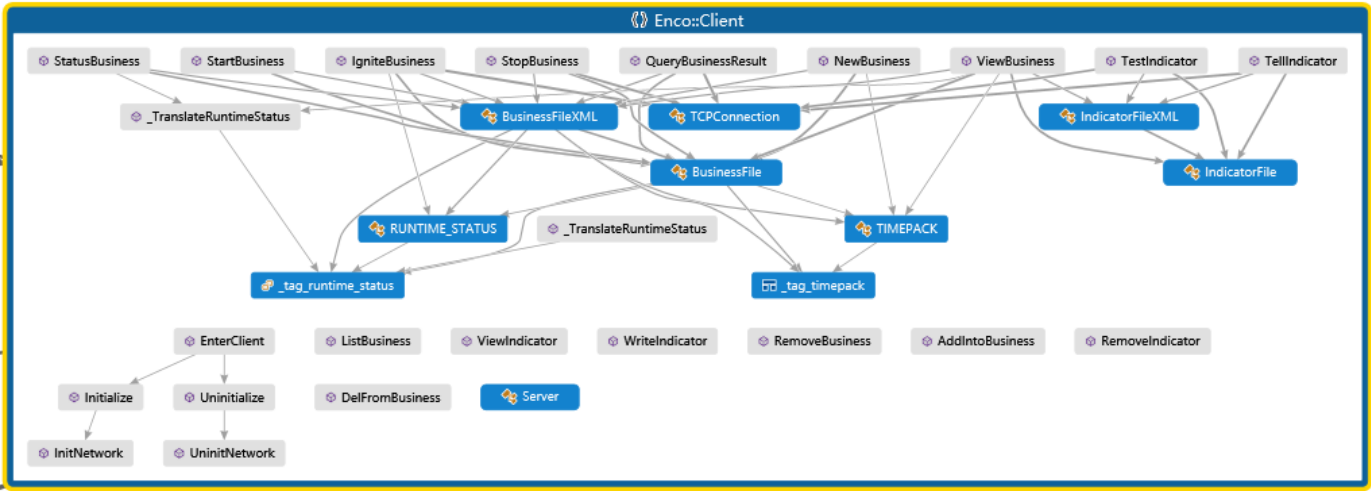 Enco::Client
StatusBusiness StartBusiness IgniteBusiness StopBusiness QueryBusinessResult NewBusiness ViewBusiness TestIndicator TellIndicator
_TranslateRuntimeStatus BusinessFileXML TCPConnection IndicatorFileXML
BusinessFile IndicatorFile
RUNTIME_STATUS _TranslateRuntimeStatus TIMEPACK
_tag_runtime_status _tag_timepack
EnterClient ListBusiness ViewIndicator WriteIndicator RemoveBusiness AddIntoBusiness RemoveIndicator
Initialize Uninitialize DelFromBusiness Server
InitNetwork UninitNetwork